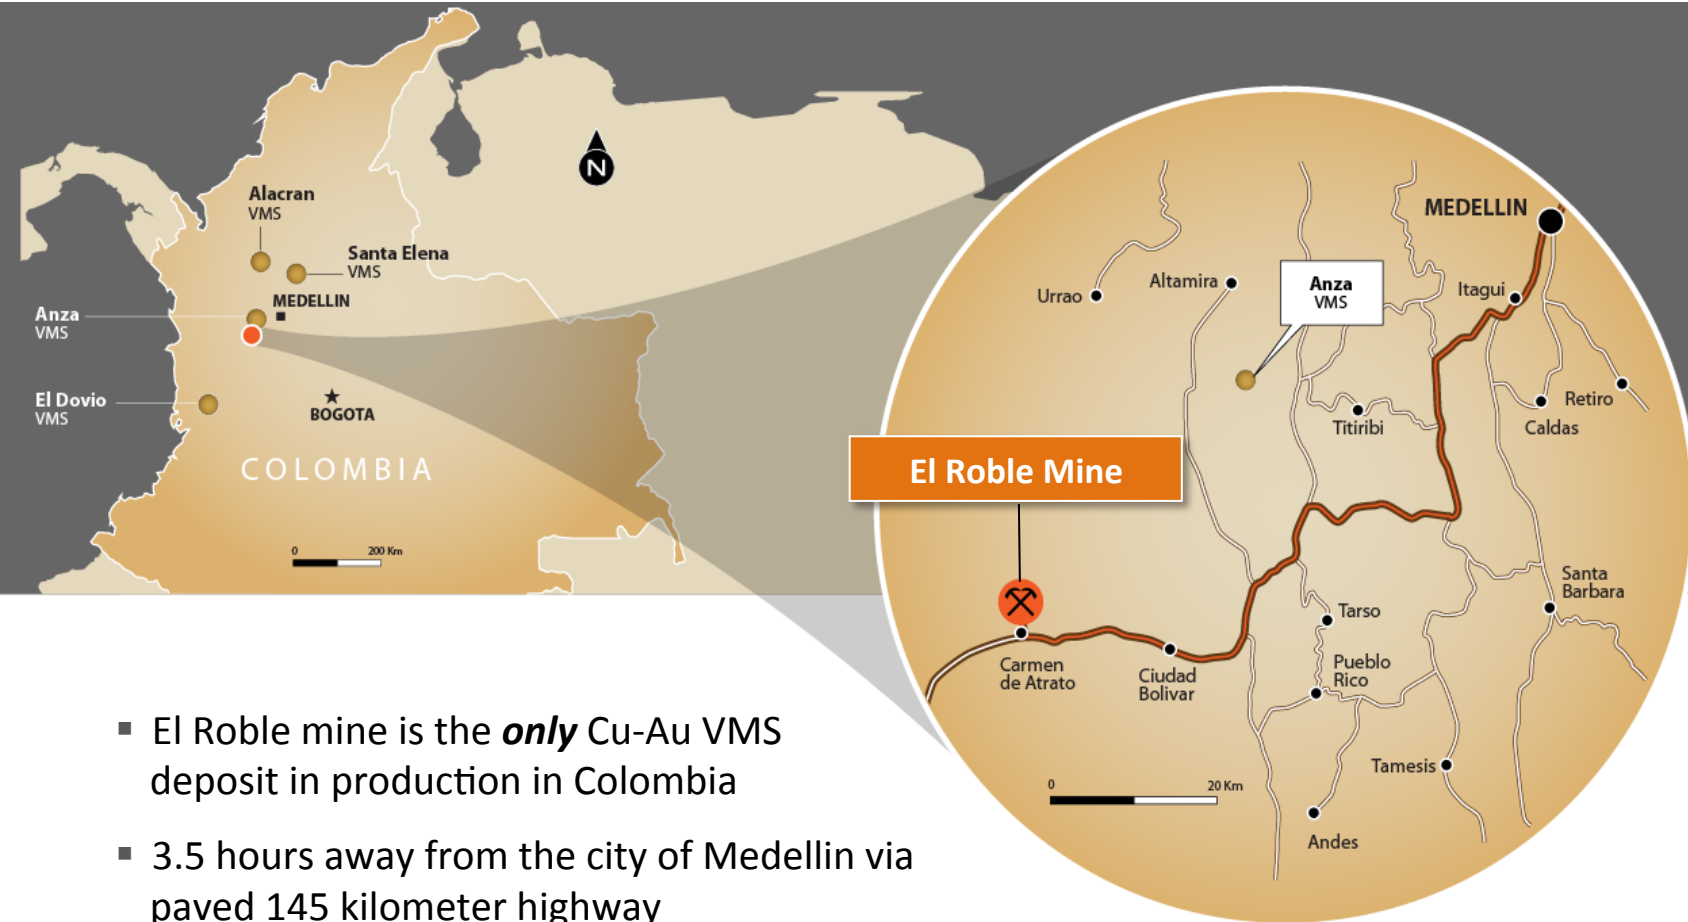 Alacran
VMS
Santa Elena
VMS
MEDELLIN
Anza
VMS
El Dovio
VMS
BOGOTA
COLOMBIA
0 200 Km
N
MEDELLIN
Altamira
Urrao
Anza
VMS
Itagui
Retiro
Caldas
Titiribi
El Roble Mine
Santa
Barbara
Tarso
Carmen
de Atrato
Ciudad
Bolivar
Pueblo
Rico
Tamesis
0 20 Km
Andes
▪ El Roble mine is the only Cu-Au VMS
deposit in production in Colombia
▪ 3.5 hours away from the city of Medellin via
paved 145 kilometer highway